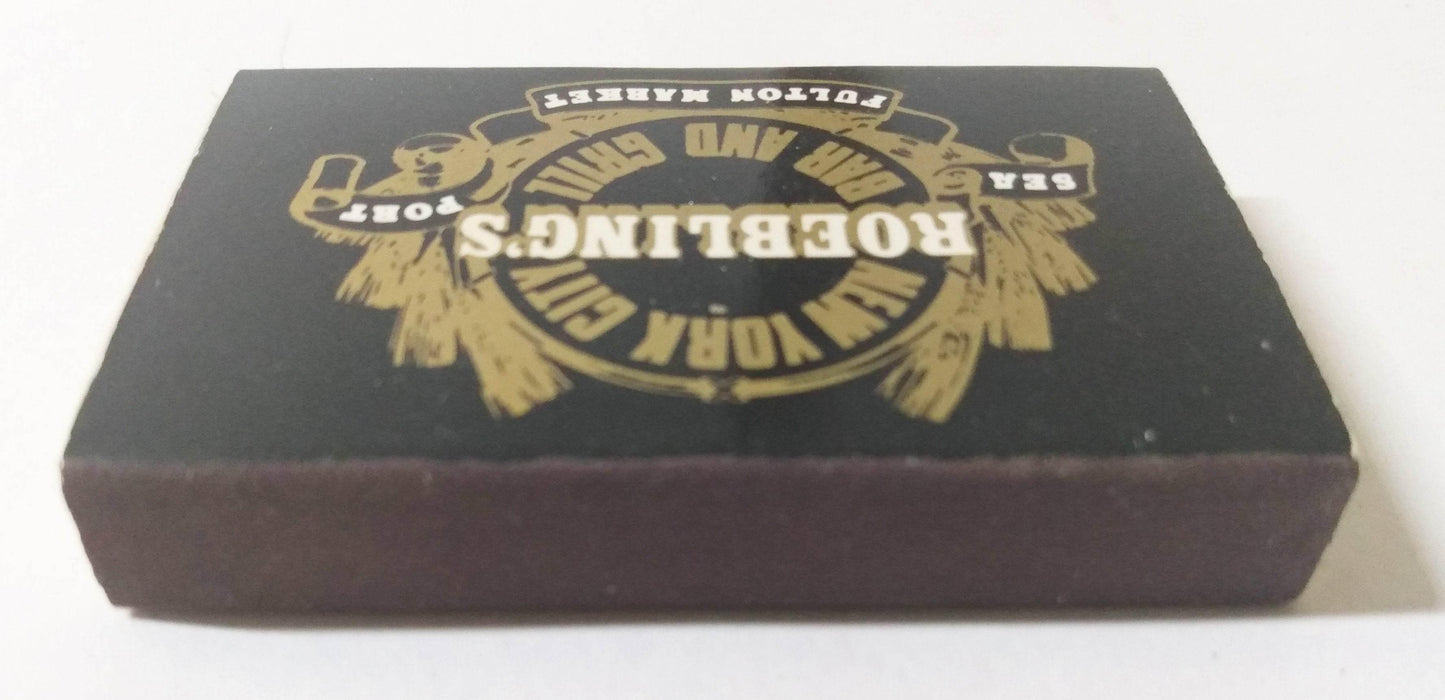 NEW YORK CITY
ROEBLING'S
BAR AND GRILL
SEA
PORT
FULTON MARKET